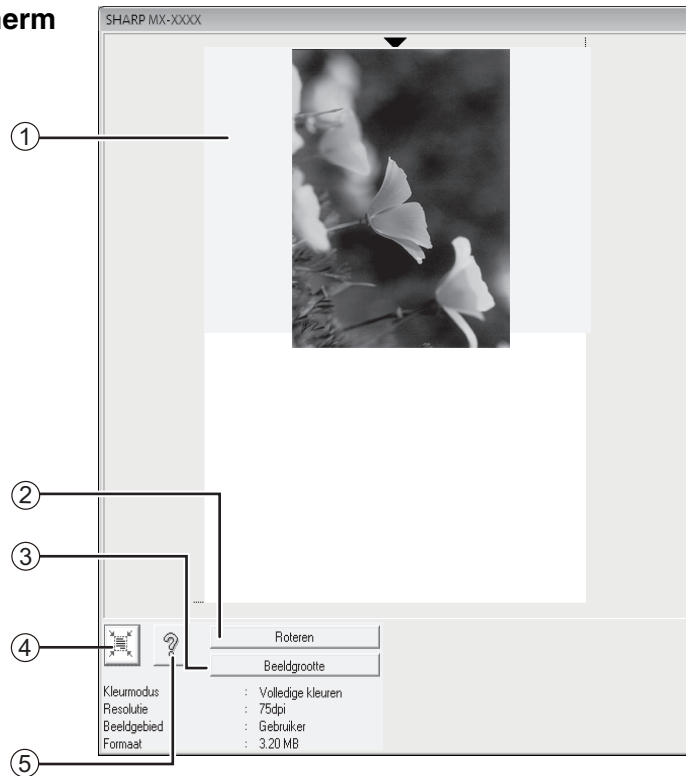 SHARP MX-XXXX
1
2
Roteren
3
Beeldgrootte
4
5
Kleurmodus : Volledige kleuren
Resolutie : 75dpi
Beeldgebied : Gebruiker
Formaat : 3.20 MB